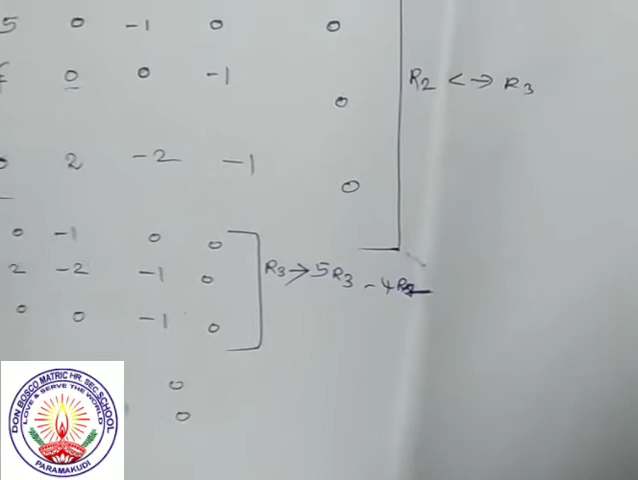 5 0 -1 0 0
0 0 -1 0
R2 <-> R3
2 -2 -1 0
0 -1 0 0
2 -2 -1 0
0 0 -1 0
R3 → 5R3 - 4R2
0
0
DON BOSCO MATRIC HR SEC SCHOOL
LOVE & SERVE THE WORLD
PARAMAKUDI